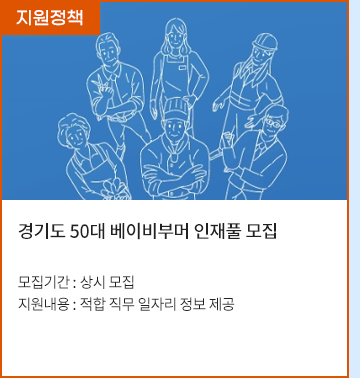 지원정책
경기도 50대 베이비부머 인재풀 모집
모집기간 : 상시 모집
지원내용 : 적합 직무 일자리 정보 제공